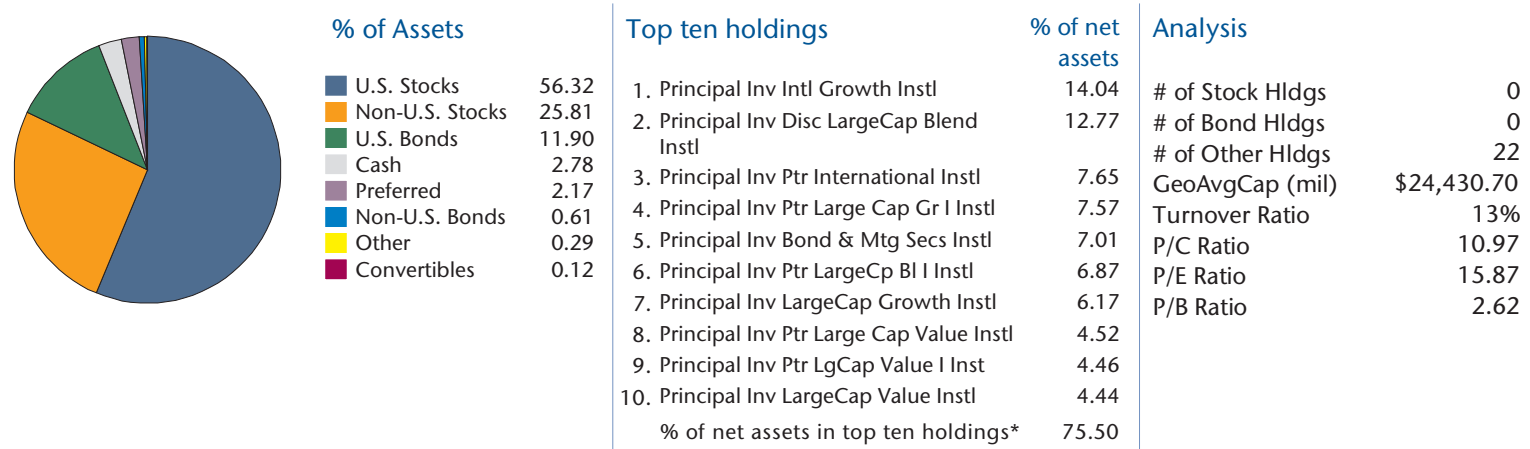 % of Assets
U.S. Stocks 56.32
Non-U.S. Stocks 25.81
U.S. Bonds 11.90
Cash 2.78
Preferred 2.17
Non-U.S. Bonds 0.61
Other 0.29
Convertibles 0.12
Top ten holdings % of net
assets
1. Principal Inv Intl Growth Instl 14.04
2. Principal Inv Disc LargeCap Blend 12.77
Instl
3. Principal Inv Ptr International Instl 7.65
4. Principal Inv Ptr Large Cap Gr I Instl 7.57
5. Principal Inv Bond & Mtg Secs Instl 7.01
6. Principal Inv Ptr LargeCp Bl I Instl 6.87
7. Principal Inv LargeCap Growth Instl 6.17
8. Principal Inv Ptr Large Cap Value Instl 4.52
9. Principal Inv Ptr LgCap Value I Inst 4.46
10. Principal Inv LargeCap Value Instl 4.44
% of net assets in top ten holdings* 75.50
Analysis
# of Stock Hldgs 0
# of Bond Hldgs 0
# of Other Hldgs 22
GeoAvgCap (mil) $24,430.70
Turnover Ratio 13%
P/C Ratio 10.97
P/E Ratio 15.87
P/B Ratio 2.62